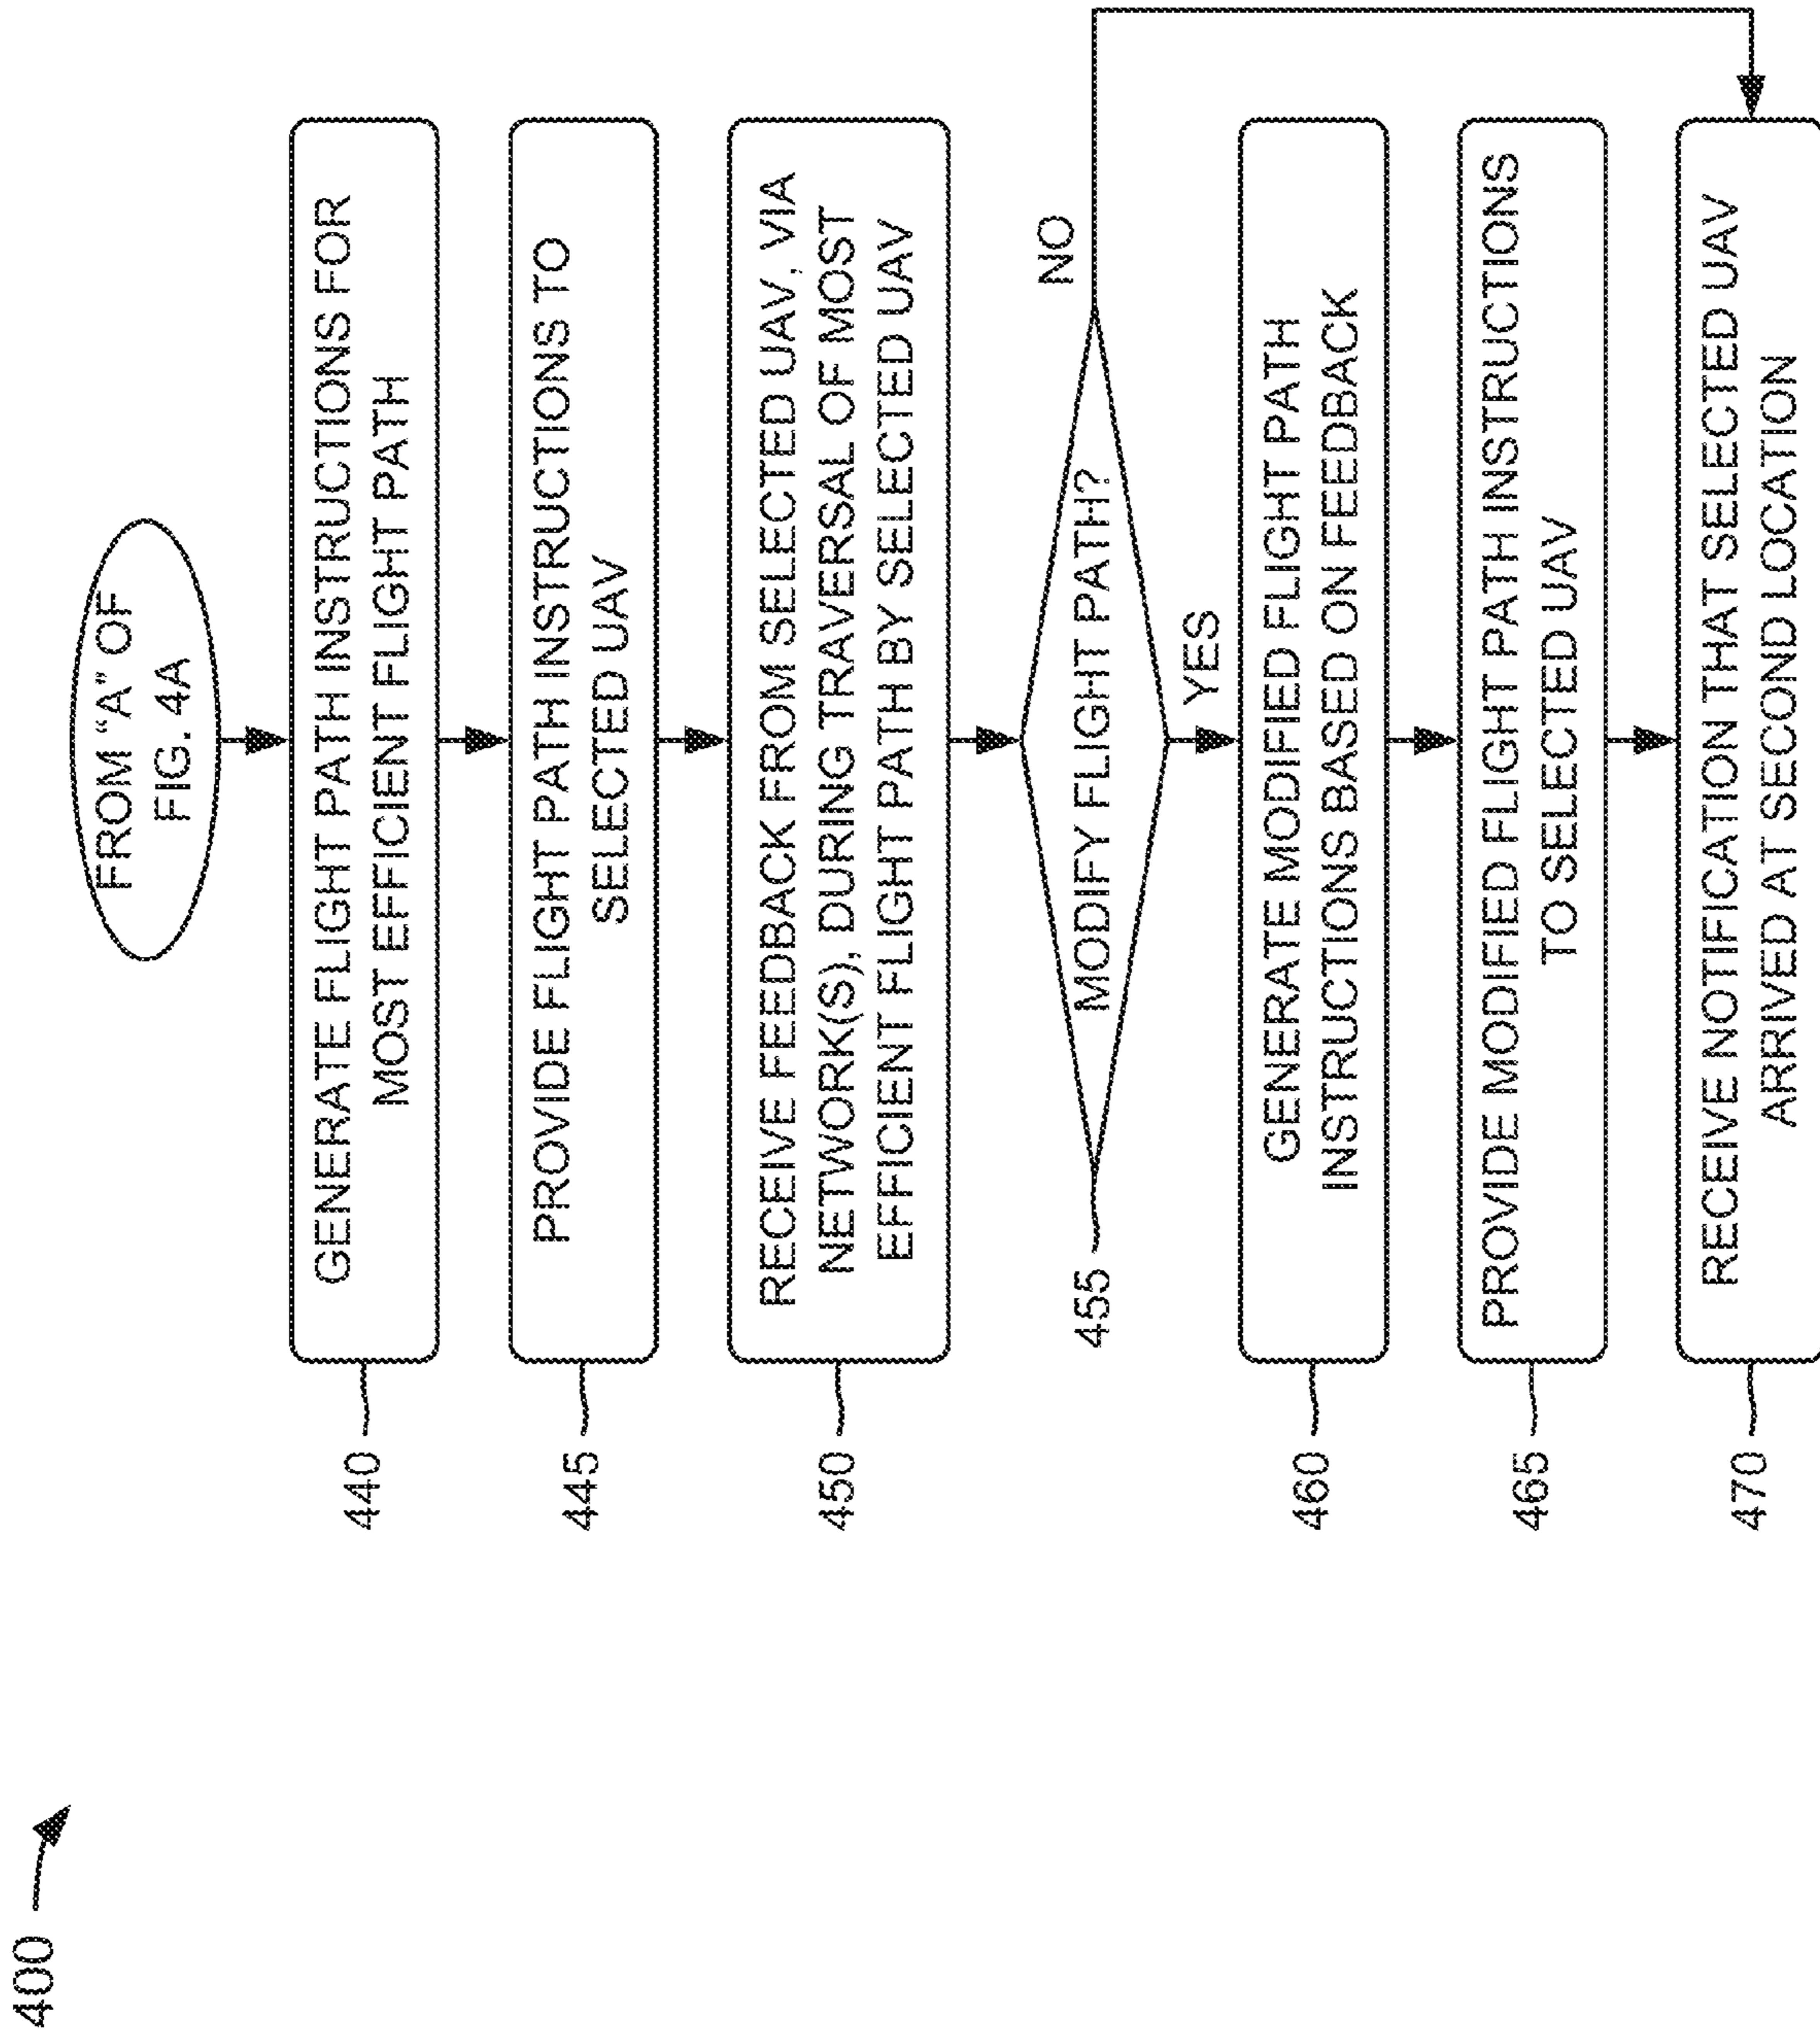 400
FROM "A" OF
FIG. 4A
440
GENERATE FLIGHT PATH INSTRUCTIONS FOR
MOST EFFICIENT FLIGHT PATH
445
PROVIDE FLIGHT PATH INSTRUCTIONS TO
SELECTED UAV
450
RECEIVE FEEDBACK FROM SELECTED UAV, VIA
NETWORK(S), DURING TRAVERSAL OF MOST
EFFICIENT FLIGHT PATH BY SELECTED UAV
455
MODIFY FLIGHT PATH?
NO
YES
460
GENERATE MODIFIED FLIGHT PATH
INSTRUCTIONS BASED ON FEEDBACK
465
PROVIDE MODIFIED FLIGHT PATH INSTRUCTIONS
TO SELECTED UAV
470
RECEIVE NOTIFICATION THAT SELECTED UAV
ARRIVED AT SECOND LOCATION